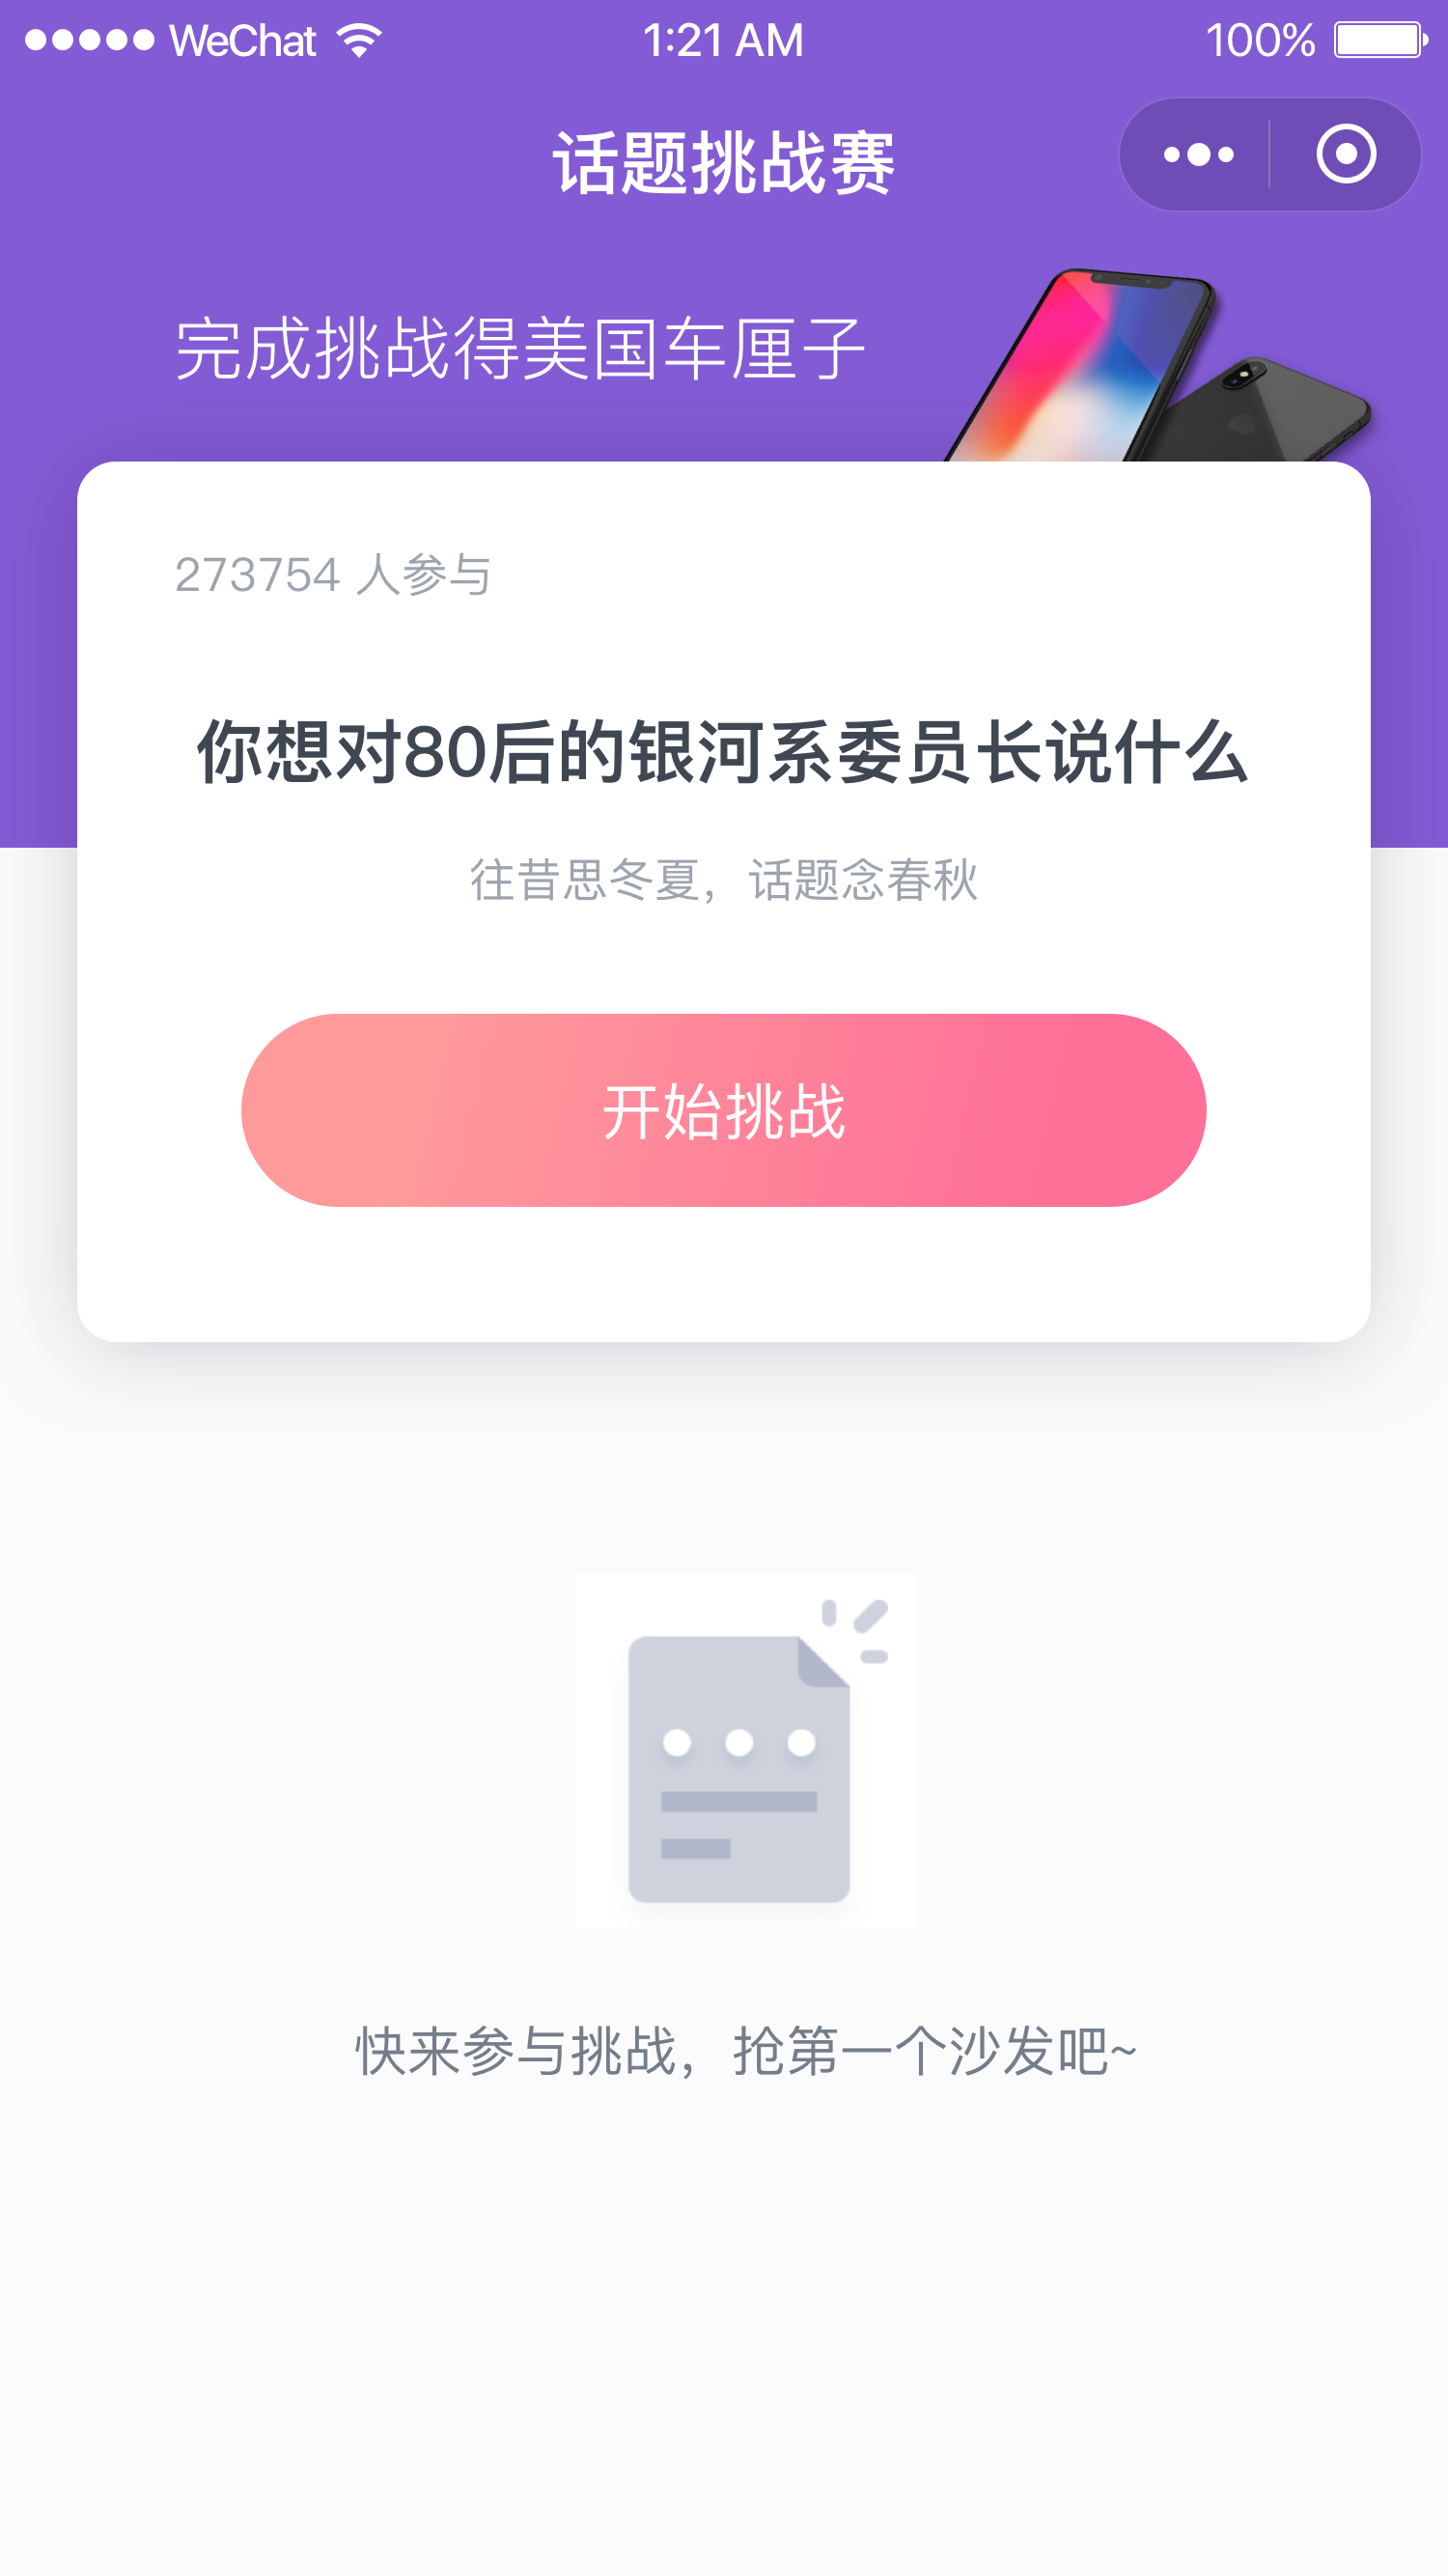 WeChat 1:21 AM 100%
话题挑战赛
完成挑战得美国车厘子
273754 人参与
你想对80后的银河系委员长说什么
往昔思冬夏，话题念春秋
开始挑战
快来参与挑战，抢第一个沙发吧~